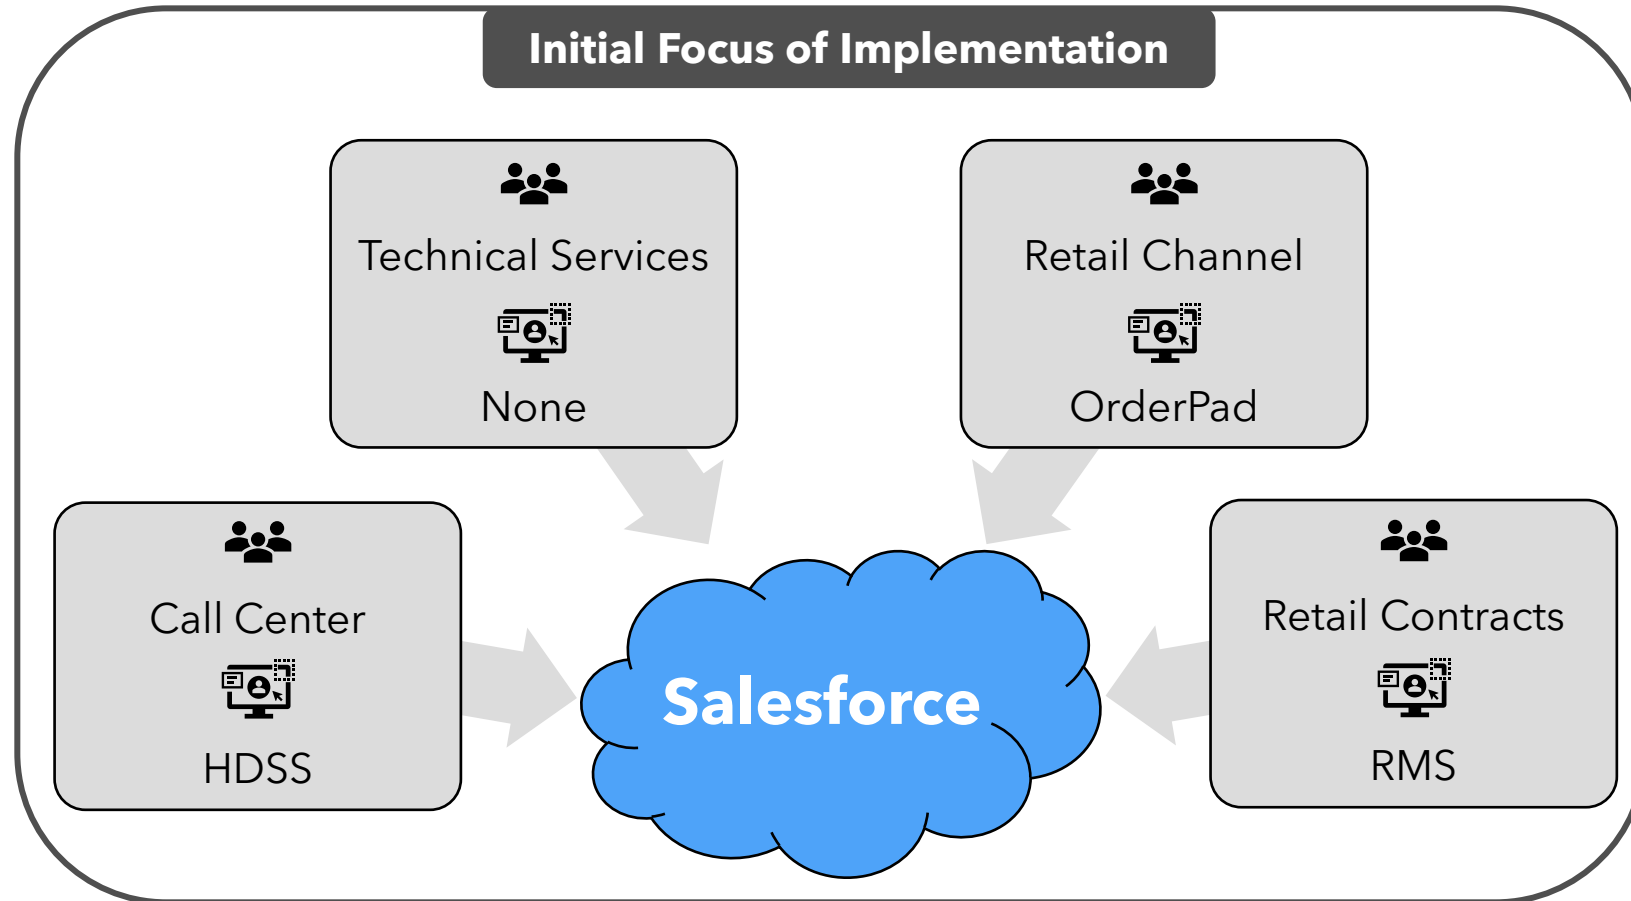 Initial Focus of Implementation
Technical Services
None
Retail Channel
OrderPad
Call Center
HDSS
Salesforce
Retail Contracts
RMS